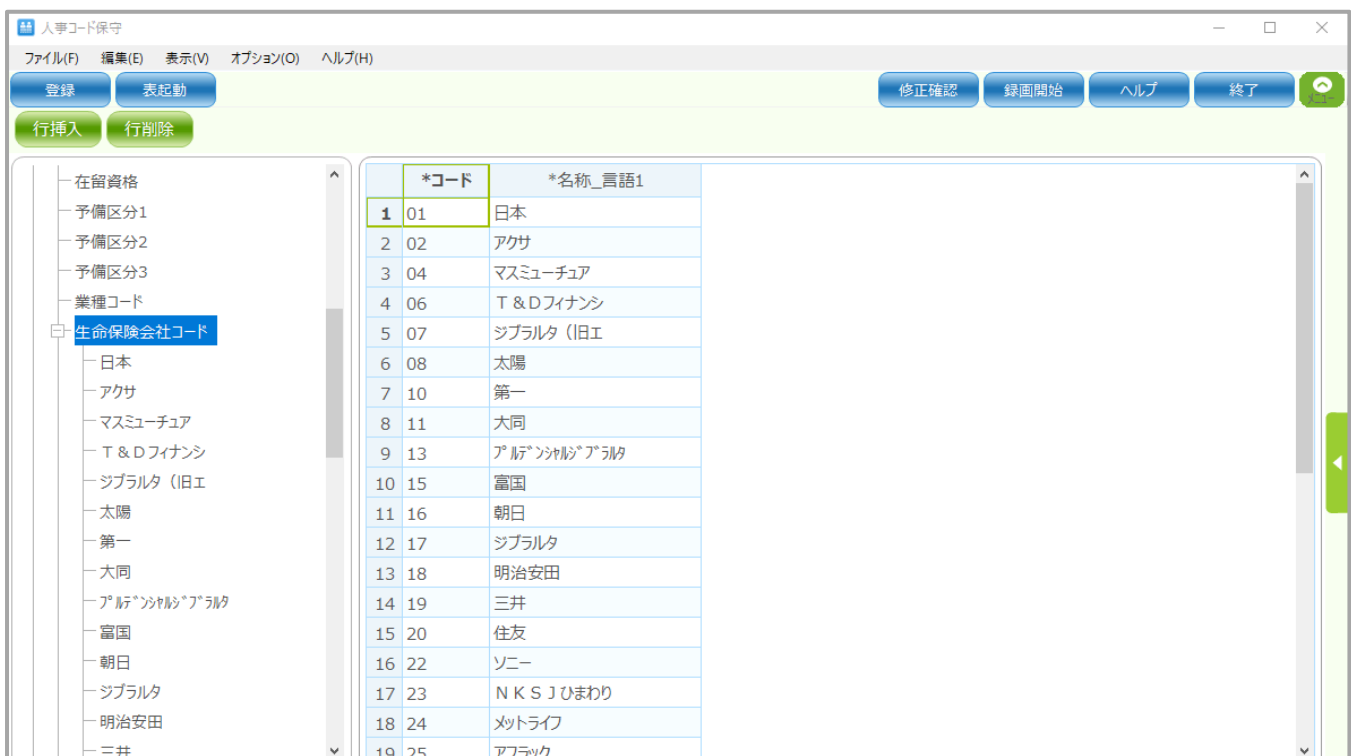 人事コード保守
ファイル(F) 編集(E) 表示(V) オプション(O) ヘルプ(H)
登録 表起動 修正確認 録画開始 ヘルプ 終了 メニュー
行挿入 行削除
在留資格
予備区分1
予備区分2
予備区分3
業種コード
生命保険会社コード
日本
アクサ
マスミューチュア
Ｔ＆Ｄフィナンシ
ジブラルタ（旧エ
太陽
第一
大同
ﾌﾟﾙﾃﾞﾝｼｬﾙｼﾞﾌﾞﾗﾙﾀ
富国
朝日
ジブラルタ
明治安田
三井
*コード *名称_言語1
1 01 日本
2 02 アクサ
3 04 マスミューチュア
4 06 Ｔ＆Ｄフィナンシ
5 07 ジブラルタ（旧エ
6 08 太陽
7 10 第一
8 11 大同
9 13 ﾌﾟﾙﾃﾞﾝｼｬﾙｼﾞﾌﾞﾗﾙﾀ
10 15 富国
11 16 朝日
12 17 ジブラルタ
13 18 明治安田
14 19 三井
15 20 住友
16 22 ソニー
17 23 ＮＫＳＪひまわり
18 24 メットライフ
19 25 アフラック